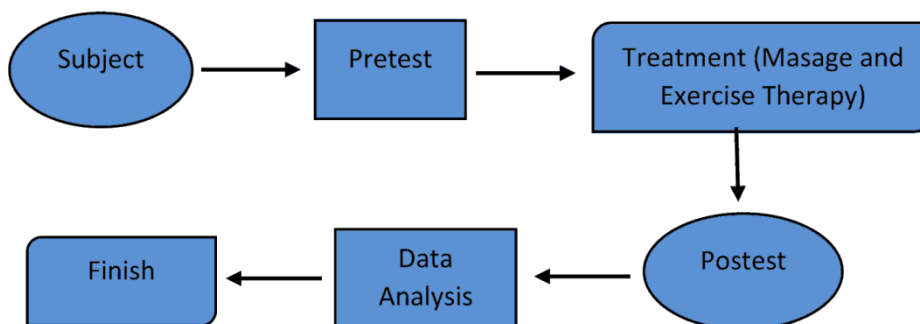 Subject
Pretest
Treatment (Masage and
Exercise Therapy)
Postest
Data
Analysis
Finish